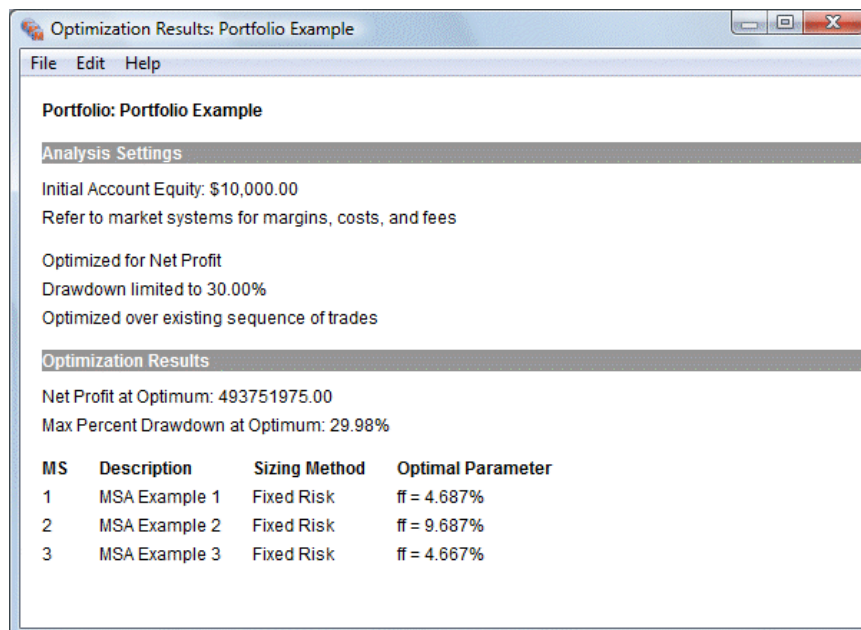 Optimization Results: Portfolio Example
File Edit Help
Portfolio: Portfolio Example
Analysis Settings
Initial Account Equity: $10,000.00
Refer to market systems for margins, costs, and fees
Optimized for Net Profit
Drawdown limited to 30.00%
Optimized over existing sequence of trades
Optimization Results
Net Profit at Optimum: 493751975.00
Max Percent Drawdown at Optimum: 29.98%
MS Description Sizing Method Optimal Parameter
1 MSA Example 1 Fixed Risk ff = 4.687%
2 MSA Example 2 Fixed Risk ff = 9.687%
3 MSA Example 3 Fixed Risk ff = 4.667%